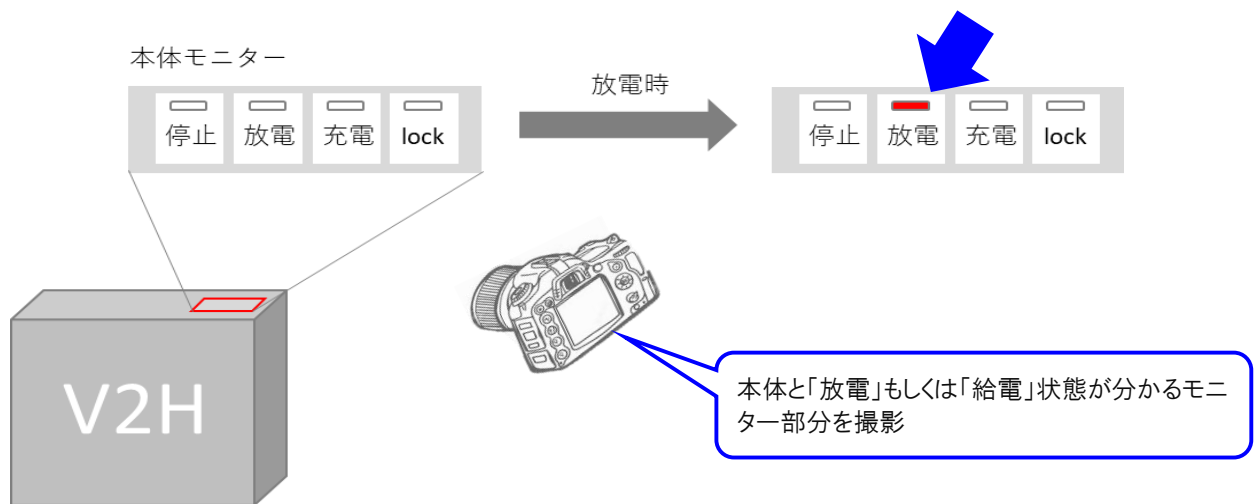 本体モニター
停止 放電 充電 lock
放電時
停止 放電 充電 lock
V2H
本体と「放電」もしくは「給電」状態が分かるモニ
ター部分を撮影